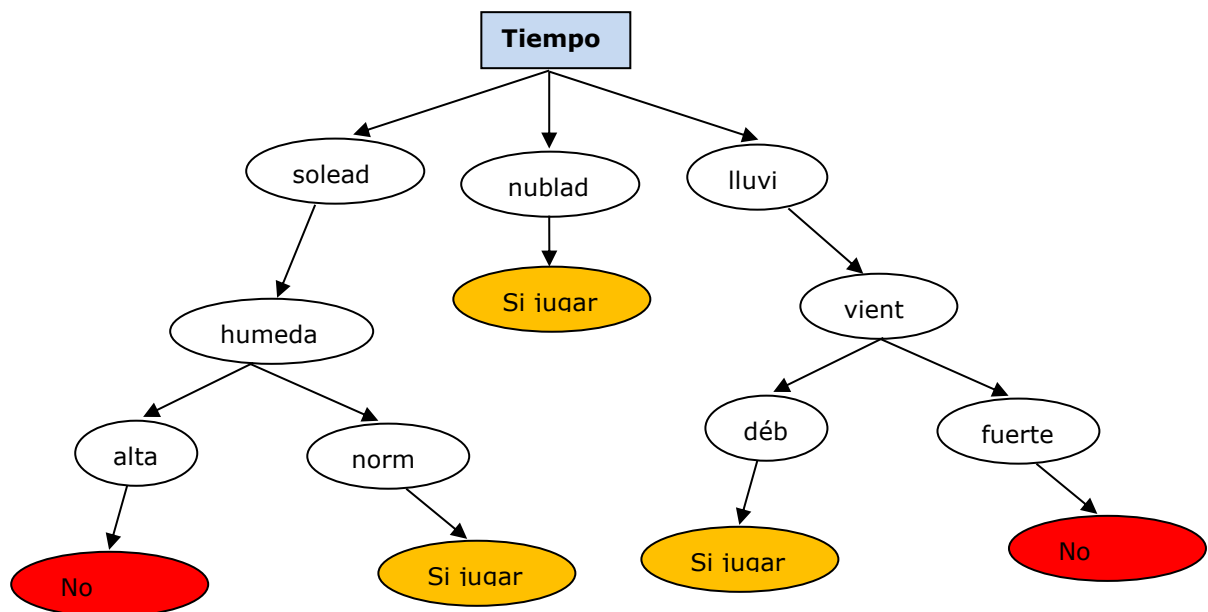 Tiempo
solead
nublad
lluvi
Si jugar
humeda
vient
alta
norm
déb
fuerte
No
Si jugar
Si jugar
No